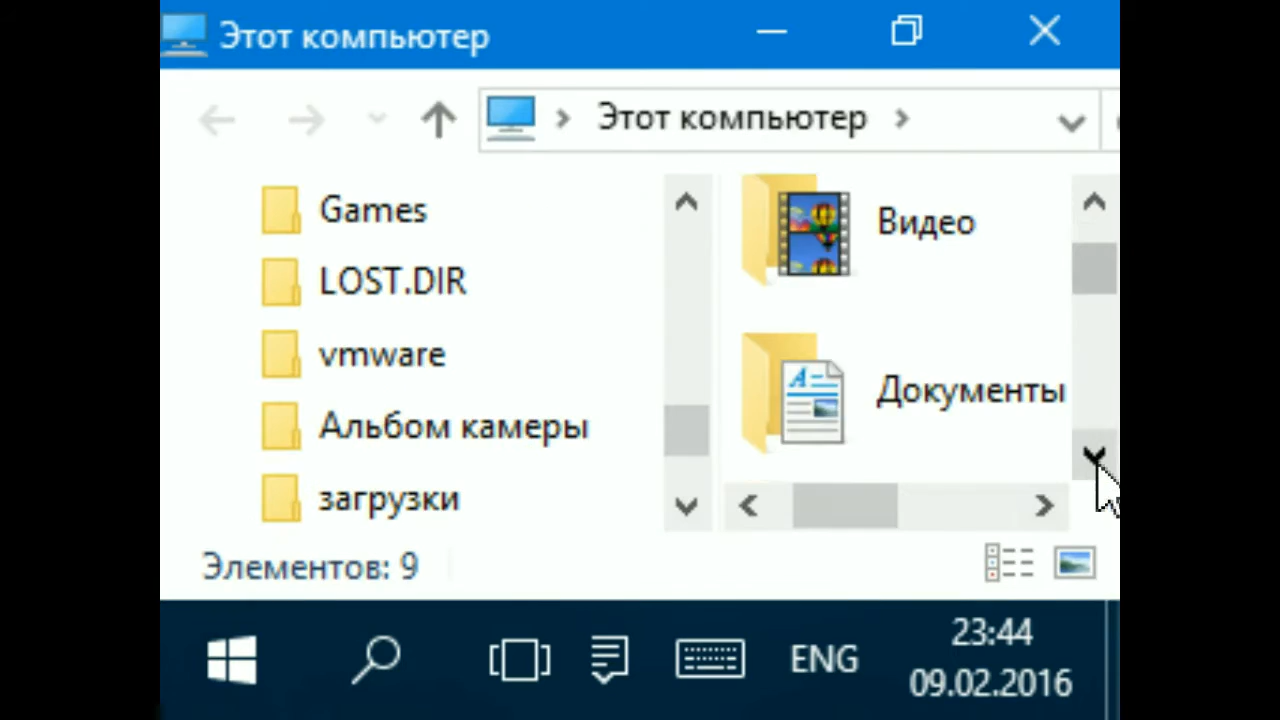 Этот компьютер
Этот компьютер
Games
LOST.DIR
vmware
Альбом камеры
загрузки
Видео
Документы
Элементов: 9
ENG
23:44
09.02.2016